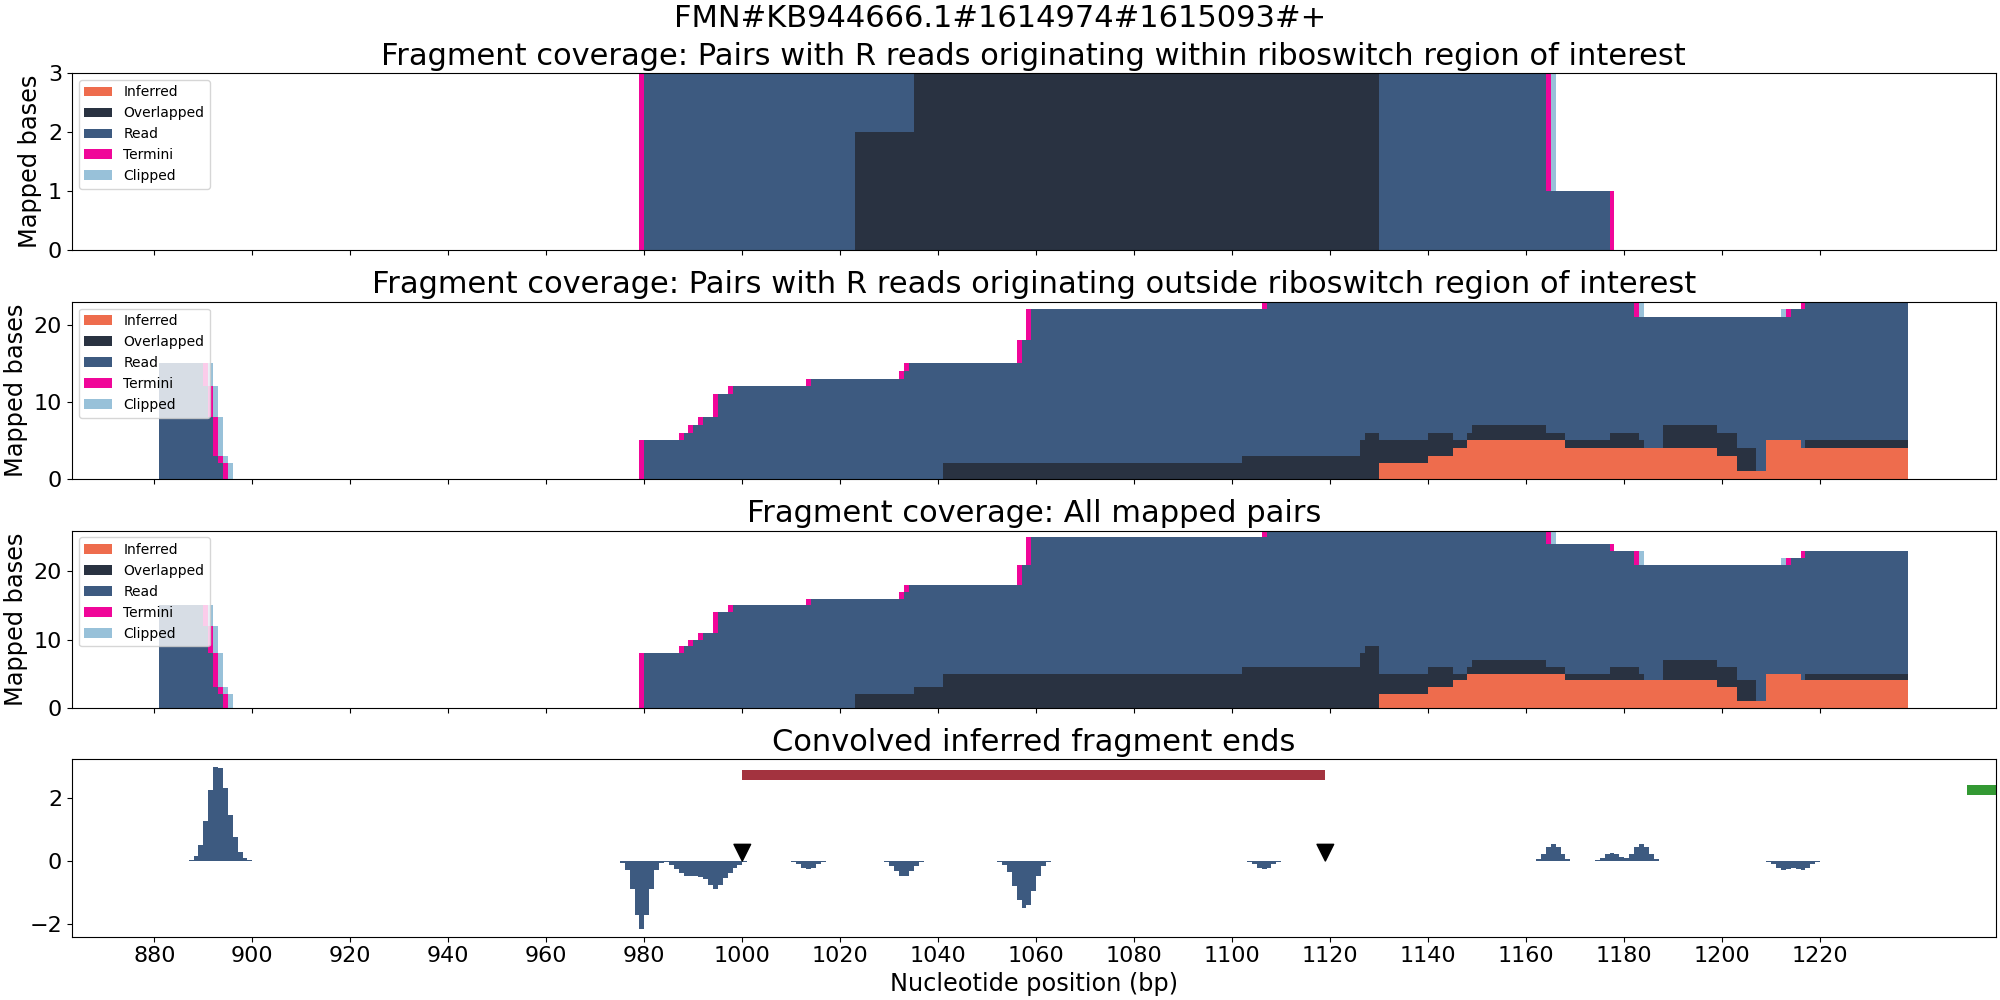 FMN#KB944666.1#1614974#1615093#+
Fragment coverage: Pairs with R reads originating within riboswitch region of interest
Mapped bases
3
2
1
0
Inferred
Overlapped
Read
Termini
Clipped
Fragment coverage: Pairs with R reads originating outside riboswitch region of interest
Mapped bases
20
10
0
Inferred
Overlapped
Read
Termini
Clipped
Fragment coverage: All mapped pairs
Mapped bases
20
10
0
Inferred
Overlapped
Read
Termini
Clipped
Convolved inferred fragment ends
2
0
−2
880 900 920 940 960 980 1000 1020 1040 1060 1080 1100 1120 1140 1160 1180 1200 1220
Nucleotide position (bp)